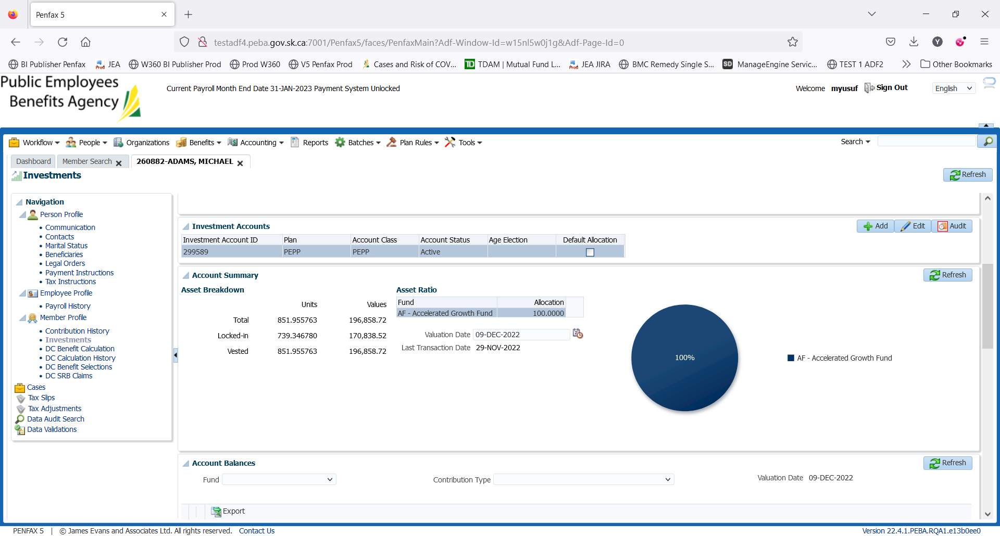 Penfax 5
testadf4.peba.gov.sk.ca:7001/Penfax5/faces/PenfaxMain?Adf-Window-Id=w15nl5w0j1g&Adf-Page-Id=0
BI Publisher Penfax JEA W360 BI Publisher Prod Prod W360 V5 Penfax Prod Cases and Risk of COV... TDAM | Mutual Fund L... JEA JIRA BMC Remedy Single S... ManageEngine Servic... TEST 1 ADF2 Other Bookmarks
Public Employees
Benefits Agency
Current Payroll Month End Date 31-JAN-2023 Payment System Unlocked
Welcome myusuf Sign Out English
Workflow People Organizations Benefits Accounting Reports Batches Plan Rules Tools Search
Dashboard Member Search 260882-ADAMS, MICHAEL
Investments Refresh
Navigation
Person Profile
Communication
Contacts
Marital Status
Beneficiaries
Legal Orders
Payment Instructions
Tax Instructions
Employee Profile
Payroll History
Member Profile
Contribution History
Investments
DC Benefit Calculation
DC Calculation History
DC Benefit Selections
DC SRB Claims
Cases
Tax Slips
Tax Adjustments
Data Audit Search
Data Validations
Investment Accounts Add Edit Audit
Investment Account ID Plan Account Class Account Status Age Election Default Allocation
299589 PEPP PEPP Active
Account Summary Refresh
Asset Breakdown
Units Values
Total 851.955763 196,858.72
Locked-in 739.346780 170,838.52
Vested 851.955763 196,858.72
Asset Ratio
Fund Allocation
AF - Accelerated Growth Fund 100.0000
Valuation Date 09-DEC-2022
Last Transaction Date 29-NOV-2022
100%
AF - Accelerated Growth Fund
Account Balances Refresh
Fund Contribution Type Valuation Date 09-DEC-2022
Export
PENFAX 5 | © James Evans and Associates Ltd. All rights reserved. Contact Us
Version 22.4.1.PEBA.RQA1.e13b0ee0